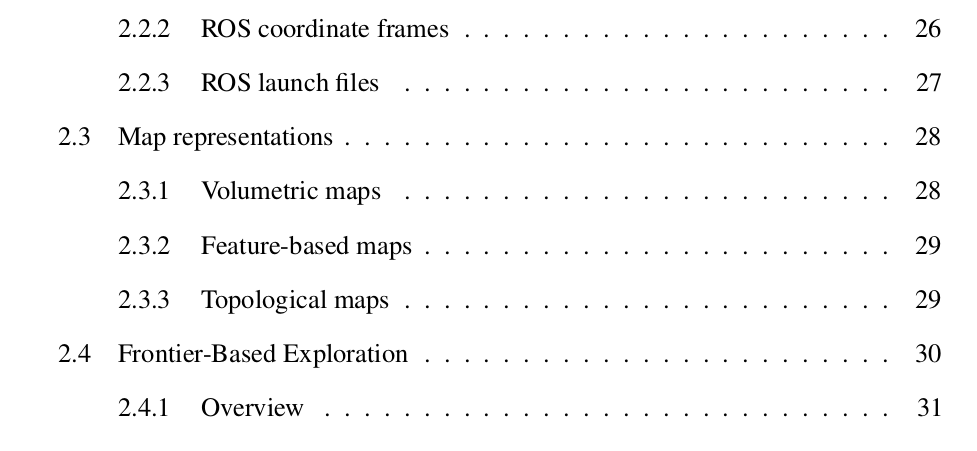 2.2.2 ROS coordinate frames . . . . . . . . . . . . . . . . . . . . . . 26
2.2.3 ROS launch files . . . . . . . . . . . . . . . . . . . . . . . . . 27
2.3 Map representations . . . . . . . . . . . . . . . . . . . . . . . . . . . . 28
2.3.1 Volumetric maps . . . . . . . . . . . . . . . . . . . . . . . . . 28
2.3.2 Feature-based maps . . . . . . . . . . . . . . . . . . . . . . . . 29
2.3.3 Topological maps . . . . . . . . . . . . . . . . . . . . . . . . . 29
2.4 Frontier-Based Exploration . . . . . . . . . . . . . . . . . . . . . . . . 30
2.4.1 Overview . . . . . . . . . . . . . . . . . . . . . . . . . . . . . 31